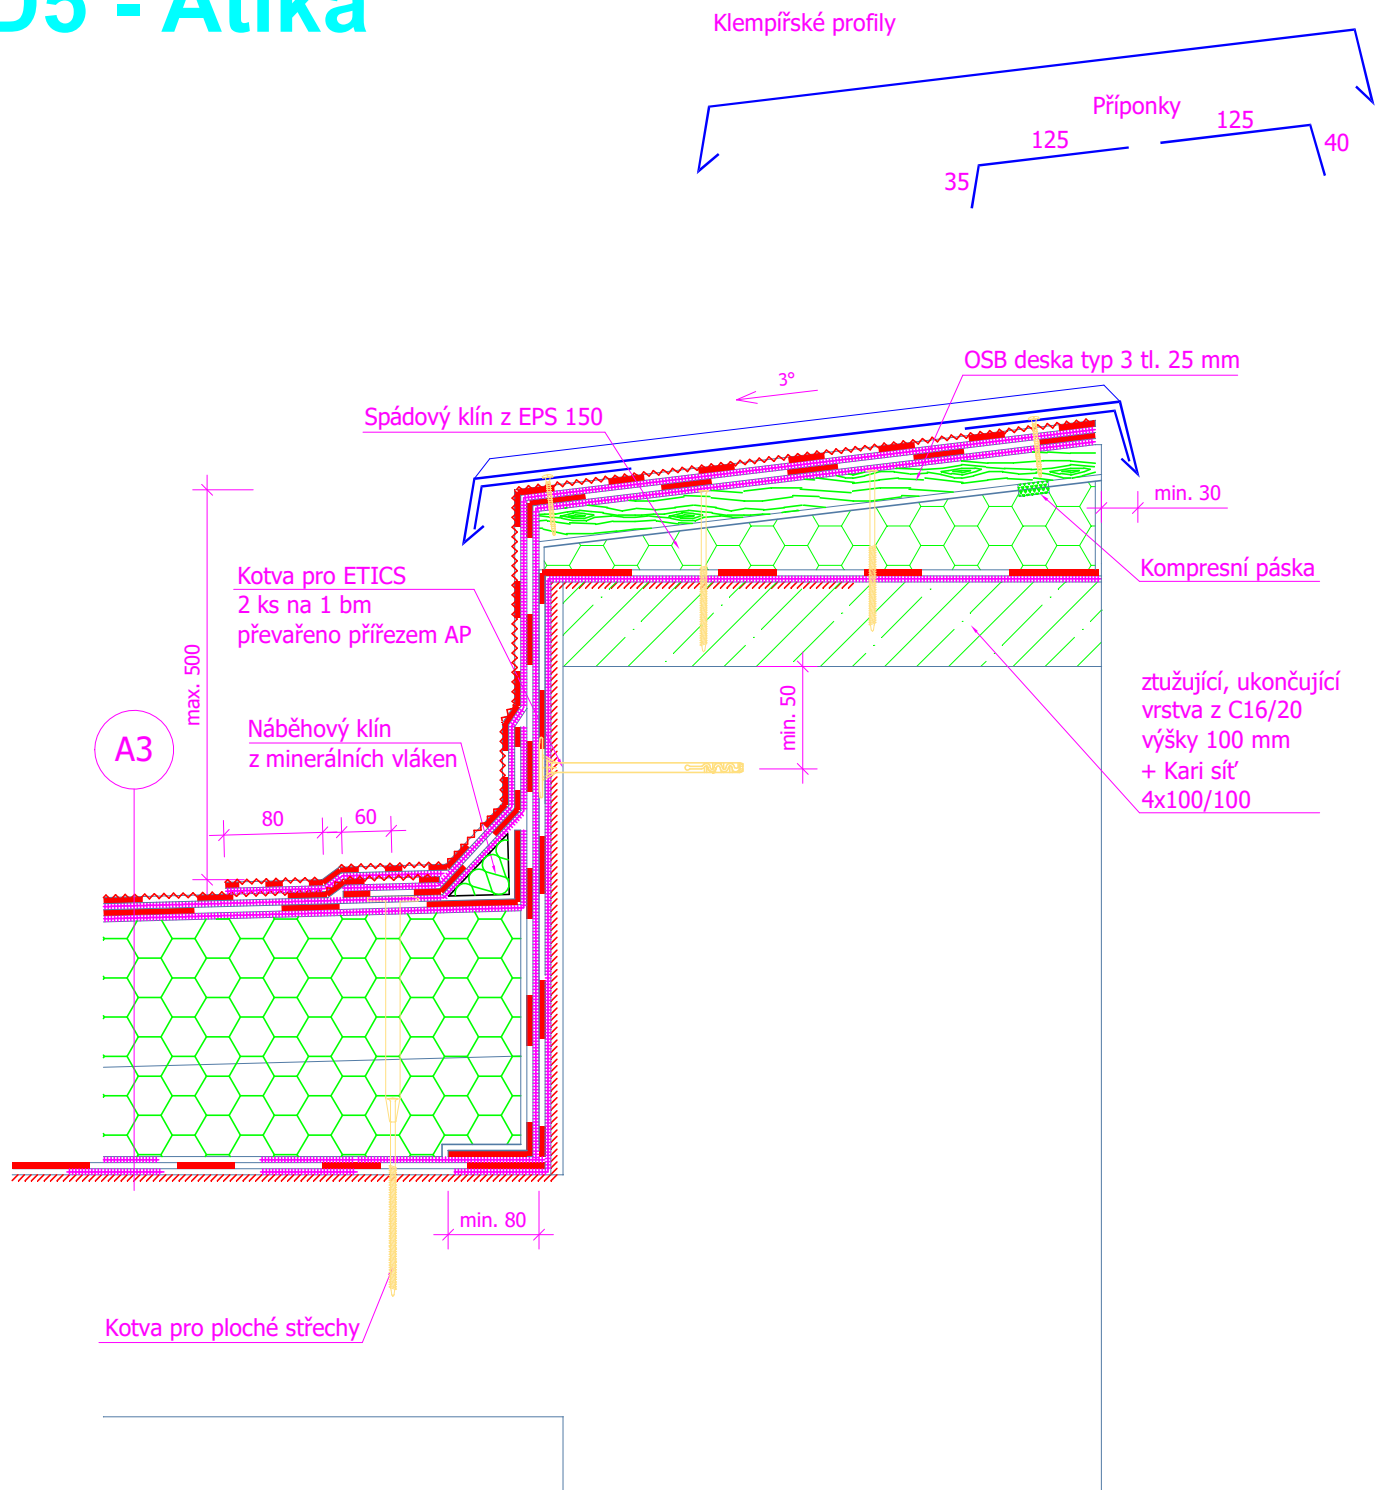 D5 - Atika
Klempířské profily
Příponky
125
125
40
35
OSB deska typ 3 tl. 25 mm
3°
Spádový klín z EPS 150
min. 30
Kompresní páska
Kotva pro ETICS
2 ks na 1 bm
převařeno přířezem AP
max. 500
min. 50
ztužující, ukončující
vrstva z C16/20
výšky 100 mm
+ Kari síť
4x100/100
A3
Náběhový klín
z minerálních vláken
80
60
min. 80
Kotva pro ploché střechy